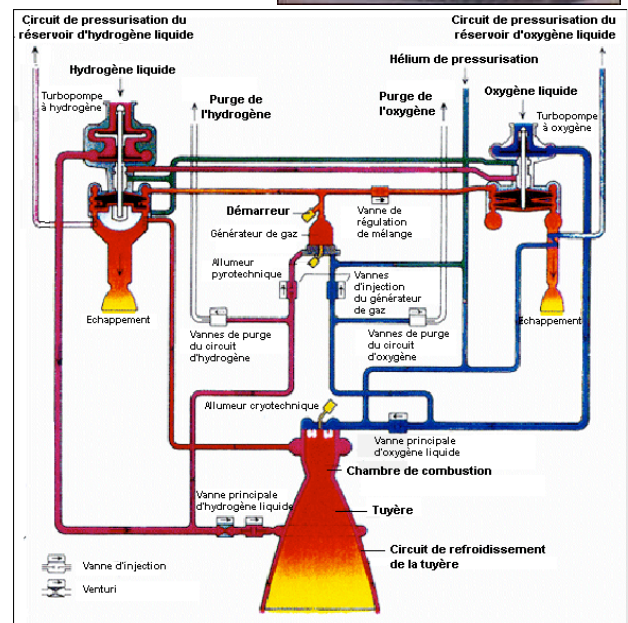 Circuit de pressurisation du
réservoir d'hydrogène liquide
Circuit de pressurisation du
réservoir d'oxygène liquide
Hydrogène liquide
Hélium de pressurisation
Turbopompe
à hydrogène
Purge de
l'hydrogène
Purge de
l'oxygène
Oxygène liquide
Turbopompe
à oxygène
Démarreur
Générateur de gaz
Vanne de
régulation
de mélange
Allumeur
pyrotechnique
Vannes
d'injection
du générateur
de gaz
Echappement
Echappement
Vannes de purge
du circuit
d'hydrogène
Vannes de purge
du circuit
d'oxygène
Allumeur cryotechnique
Vanne principale
d'oxygène liquide
Chambre de combustion
Vanne principale
d'hydrogène liquide
Tuyère
Circuit de refroidissement
de la tuyère
Vanne d'injection
Venturi